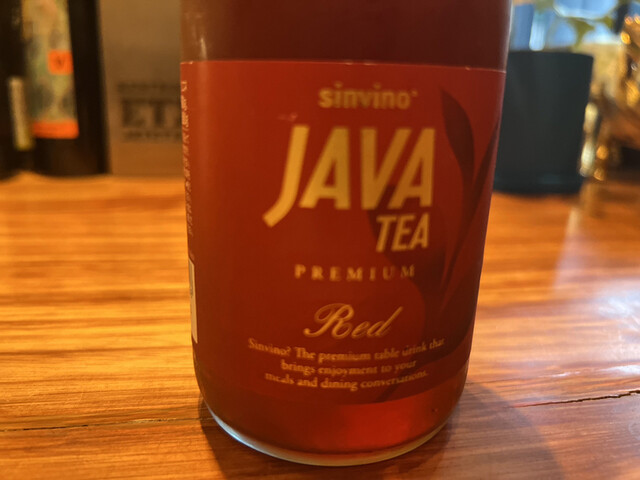 sinvino
JAVA
TEA
PREMIUM
Red
Sinvino? The premium table drink that
brings enjoyment to your
meals and dining conversations.